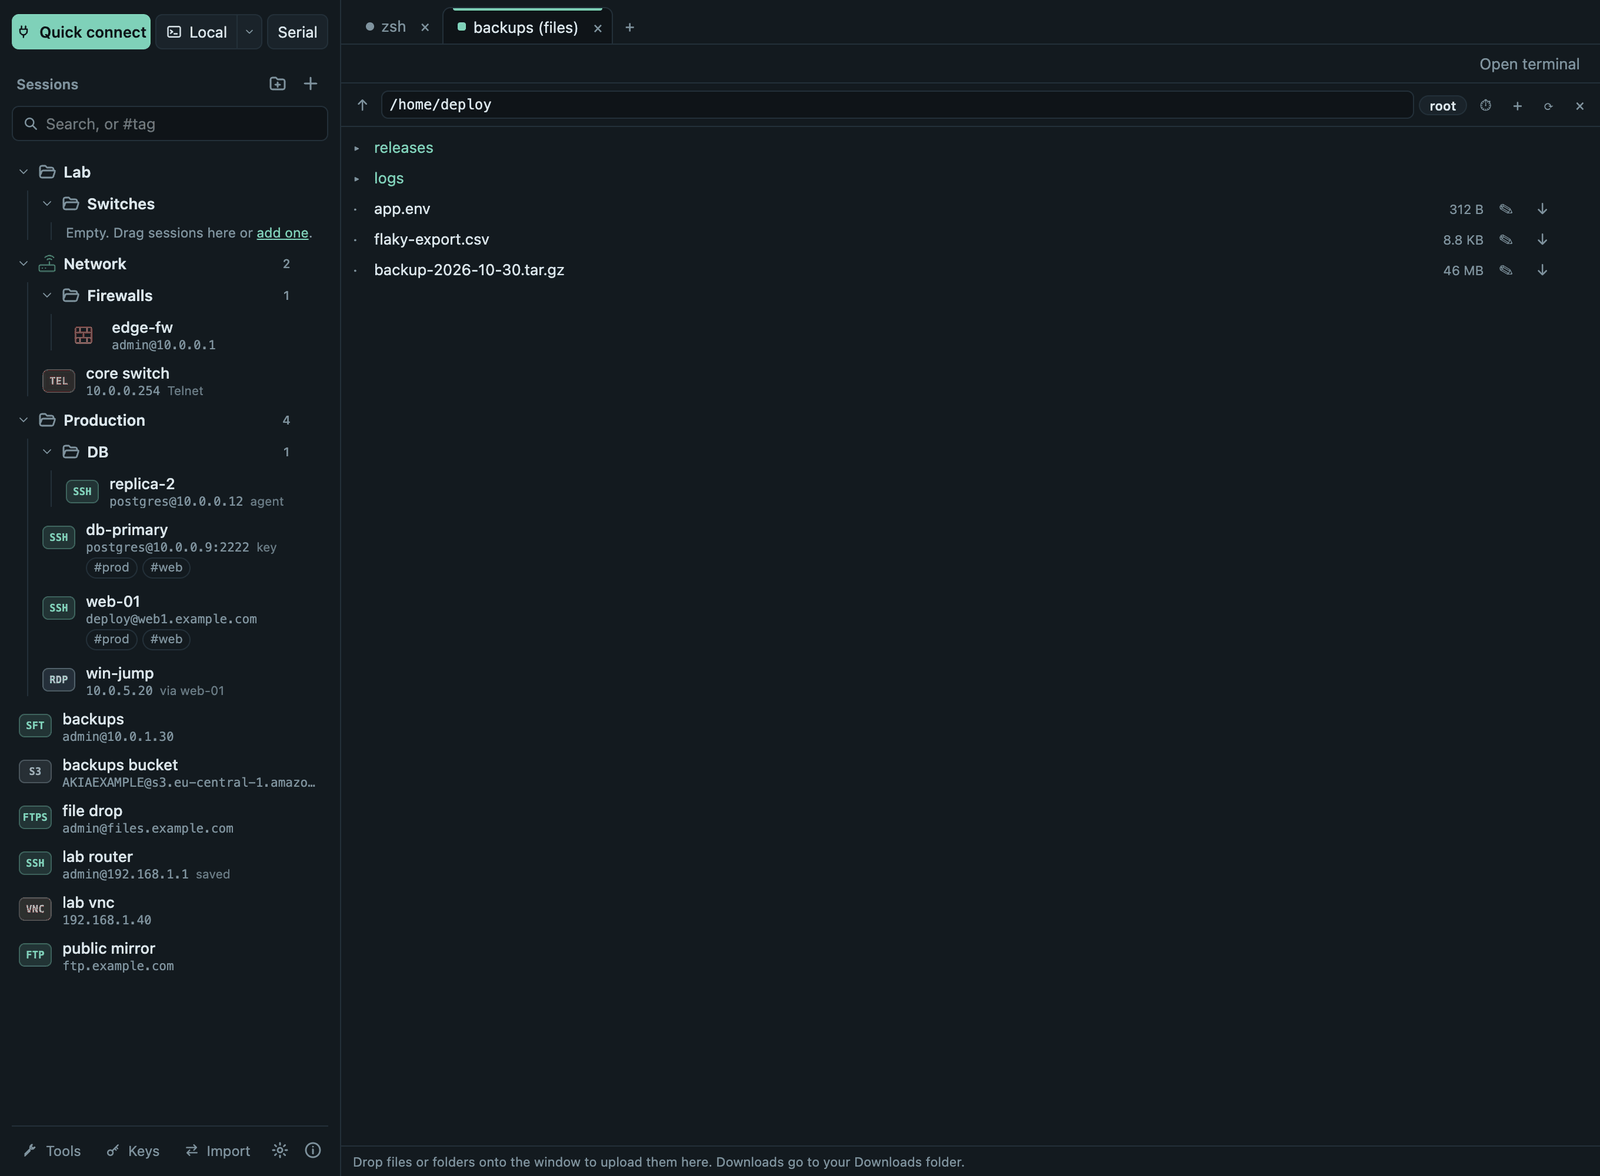 Quick connect
Local
Serial
zsh
backups (files)
Open terminal
Sessions
Search, or #tag
/home/deploy
root
Lab
Switches
Empty. Drag sessions here or add one.
Network 2
Firewalls 1
edge-fw
admin@10.0.0.1
TEL core switch
10.0.0.254 Telnet
Production 4
DB 1
SSH replica-2
postgres@10.0.0.12 agent
SSH db-primary
postgres@10.0.0.9:2222 key
#prod #web
SSH web-01
deploy@web1.example.com
#prod #web
RDP win-jump
10.0.5.20 via web-01
SFT backups
admin@10.0.1.30
S3 backups bucket
AKIAEXAMPLE@s3.eu-central-1.amazo…
FTPS file drop
admin@files.example.com
SSH lab router
admin@192.168.1.1 saved
VNC lab vnc
192.168.1.40
FTP public mirror
ftp.example.com
Tools
Keys
Import
releases
logs
app.env 312 B
flaky-export.csv 8.8 KB
backup-2026-10-30.tar.gz 46 MB
Drop files or folders onto the window to upload them here. Downloads go to your Downloads folder.